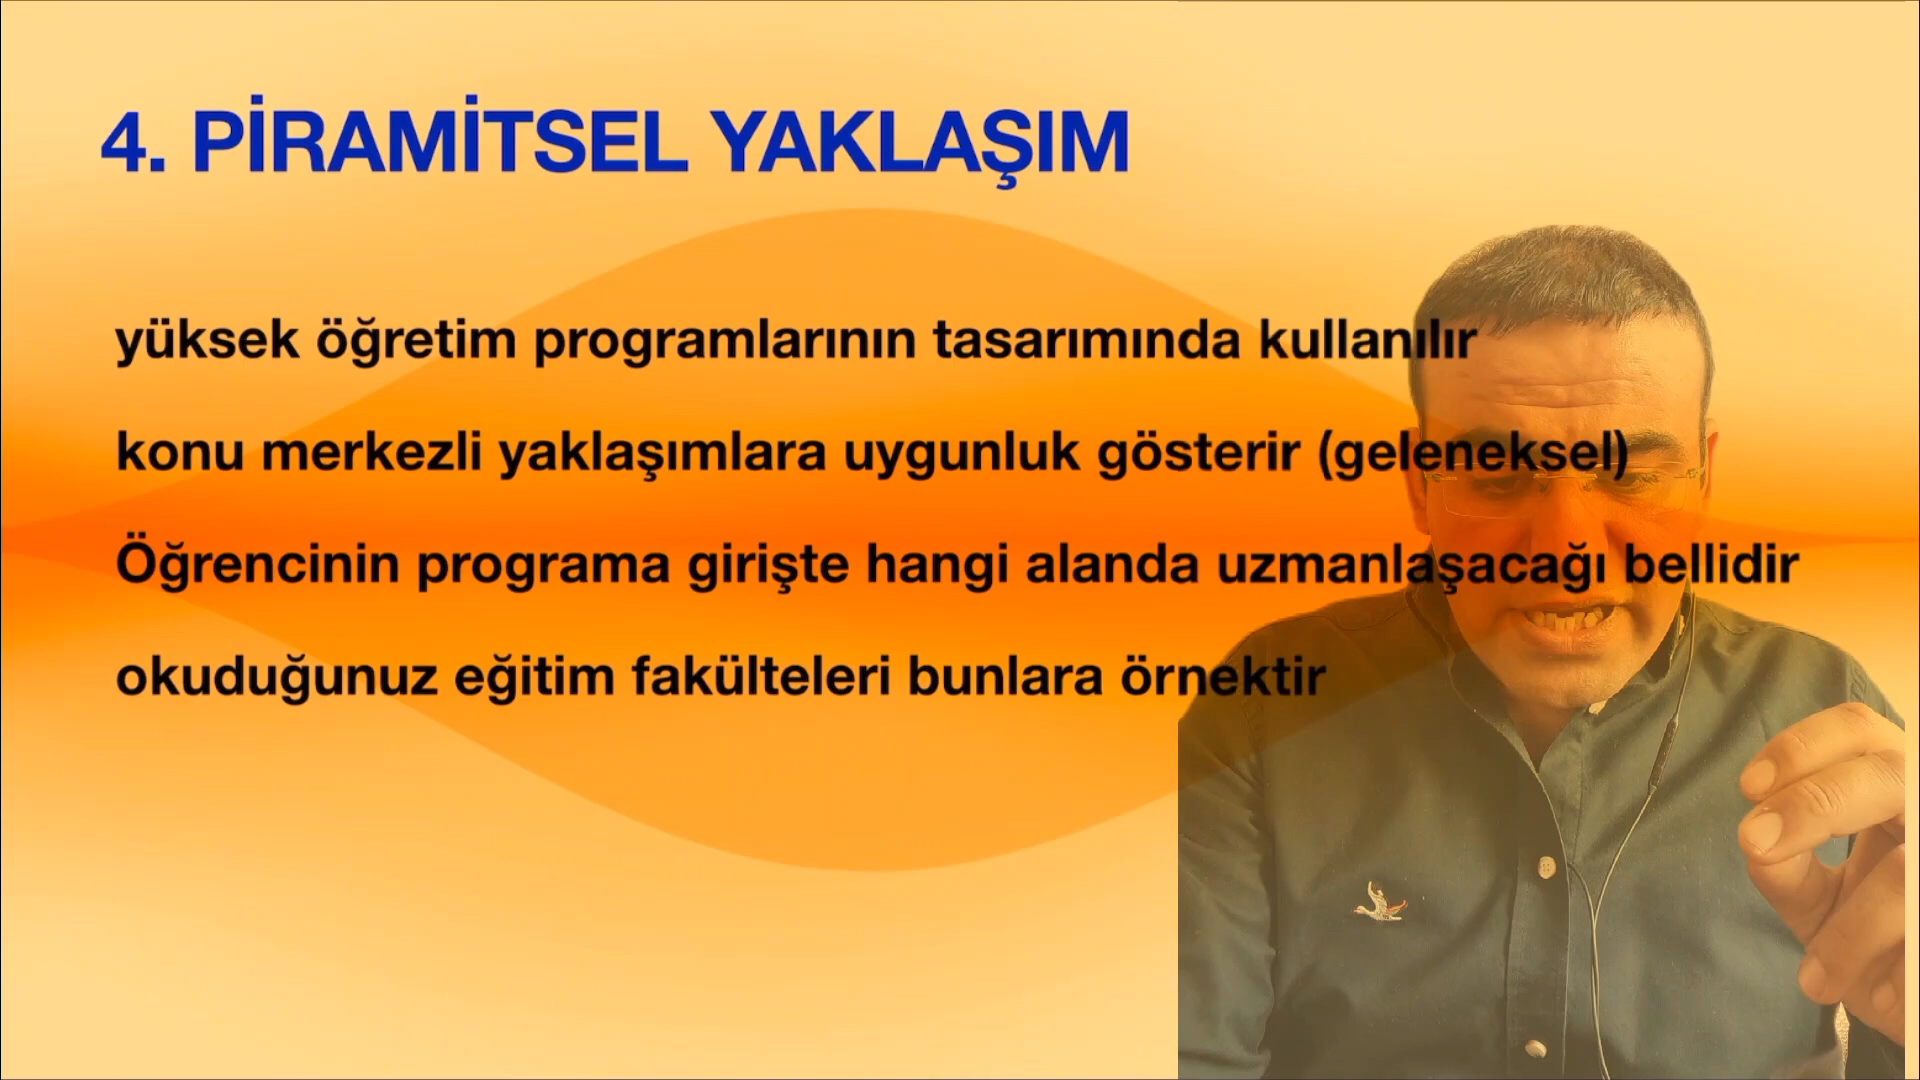 4. PİRAMİTSEL YAKLAŞIM
yüksek öğretim programlarının tasarımında kullanılır
konu merkezli yaklaşımlara uygunluk gösterir (geleneksel)
Öğrencinin programa girişte hangi alanda uzmanlaşacağı bellidir
okuduğunuz eğitim fakülteleri bunlara örnektir